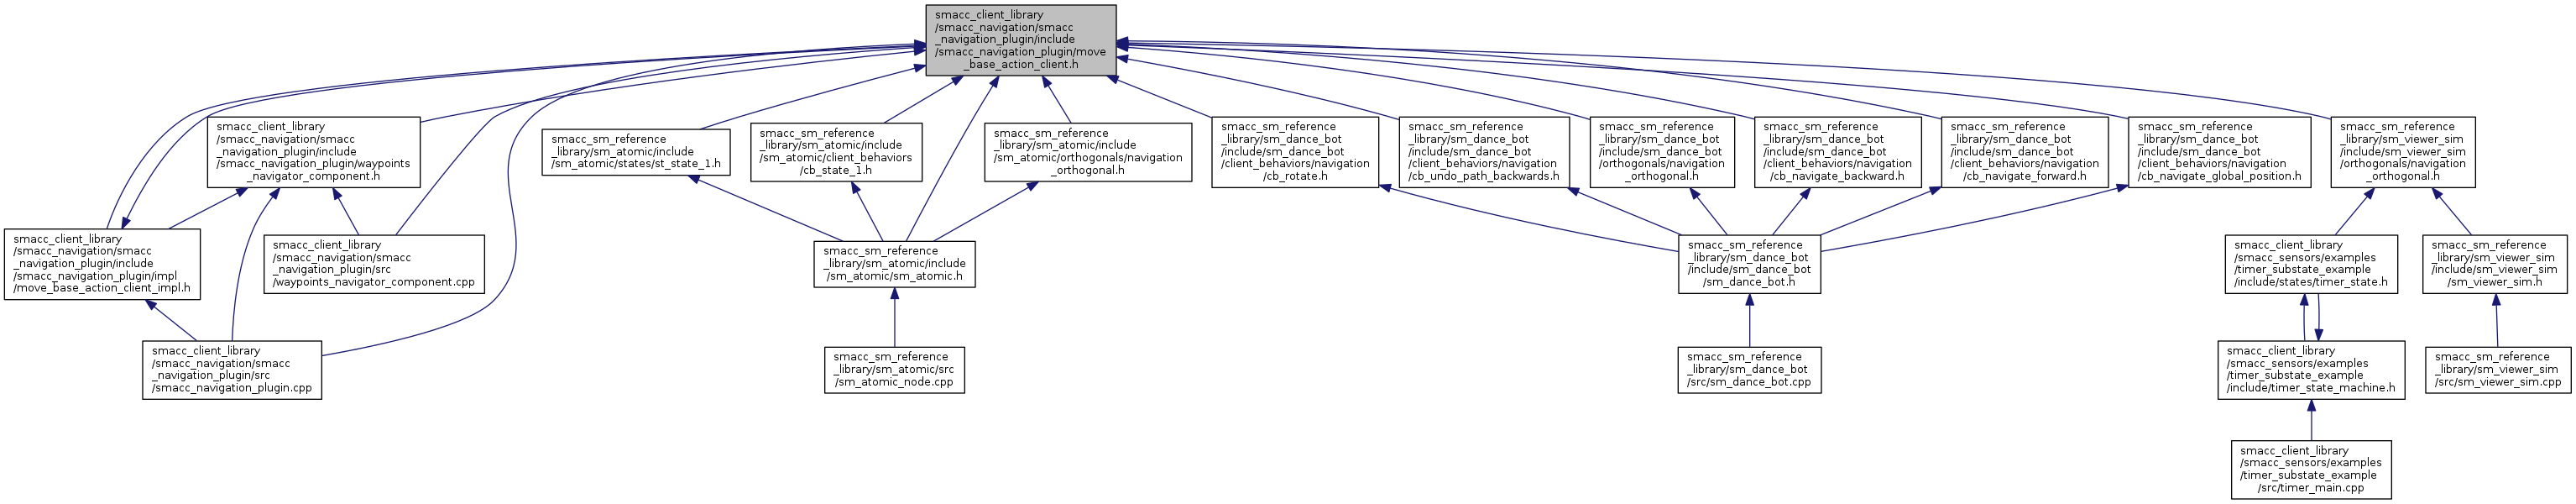 smacc_client_library
/smacc_navigation/smacc
_navigation_plugin/include
/smacc_navigation_plugin/move
_base_action_client.h
smacc_client_library
/smacc_navigation/smacc
_navigation_plugin/include
/smacc_navigation_plugin/waypoints
_navigator_component.h
smacc_sm_reference
_library/sm_atomic/include
/sm_atomic/states/st_state_1.h
smacc_sm_reference
_library/sm_atomic/include
/sm_atomic/client_behaviors
/cb_state_1.h
smacc_sm_reference
_library/sm_atomic/include
/sm_atomic/orthogonals/navigation
_orthogonal.h
smacc_sm_reference
_library/sm_dance_bot
/include/sm_dance_bot
/client_behaviors/navigation
/cb_rotate.h
smacc_sm_reference
_library/sm_dance_bot
/include/sm_dance_bot
/client_behaviors/navigation
/cb_undo_path_backwards.h
smacc_sm_reference
_library/sm_dance_bot
/include/sm_dance_bot
/orthogonals/navigation
_orthogonal.h
smacc_sm_reference
_library/sm_dance_bot
/include/sm_dance_bot
/client_behaviors/navigation
/cb_navigate_backward.h
smacc_sm_reference
_library/sm_dance_bot
/include/sm_dance_bot
/client_behaviors/navigation
/cb_navigate_forward.h
smacc_sm_reference
_library/sm_dance_bot
/include/sm_dance_bot
/client_behaviors/navigation
/cb_navigate_global_position.h
smacc_sm_reference
_library/sm_viewer_sim
/include/sm_viewer_sim
/orthogonals/navigation
_orthogonal.h
smacc_client_library
/smacc_navigation/smacc
_navigation_plugin/include
/smacc_navigation_plugin/impl
/move_base_action_client_impl.h
smacc_client_library
/smacc_navigation/smacc
_navigation_plugin/src
/waypoints_navigator_component.cpp
smacc_sm_reference
_library/sm_atomic/include
/sm_atomic/sm_atomic.h
smacc_sm_reference
_library/sm_dance_bot
/include/sm_dance_bot
/sm_dance_bot.h
smacc_client_library
/smacc_sensors/examples
/timer_substate_example
/include/states/timer_state.h
smacc_sm_reference
_library/sm_viewer_sim
/include/sm_viewer_sim
/sm_viewer_sim.h
smacc_client_library
/smacc_navigation/smacc
_navigation_plugin/src
/smacc_navigation_plugin.cpp
smacc_sm_reference
_library/sm_atomic/src
/sm_atomic_node.cpp
smacc_sm_reference
_library/sm_dance_bot
/src/sm_dance_bot.cpp
smacc_client_library
/smacc_sensors/examples
/timer_substate_example
/include/timer_state_machine.h
smacc_sm_reference
_library/sm_viewer_sim
/src/sm_viewer_sim.cpp
smacc_client_library
/smacc_sensors/examples
/timer_substate_example
/src/timer_main.cpp